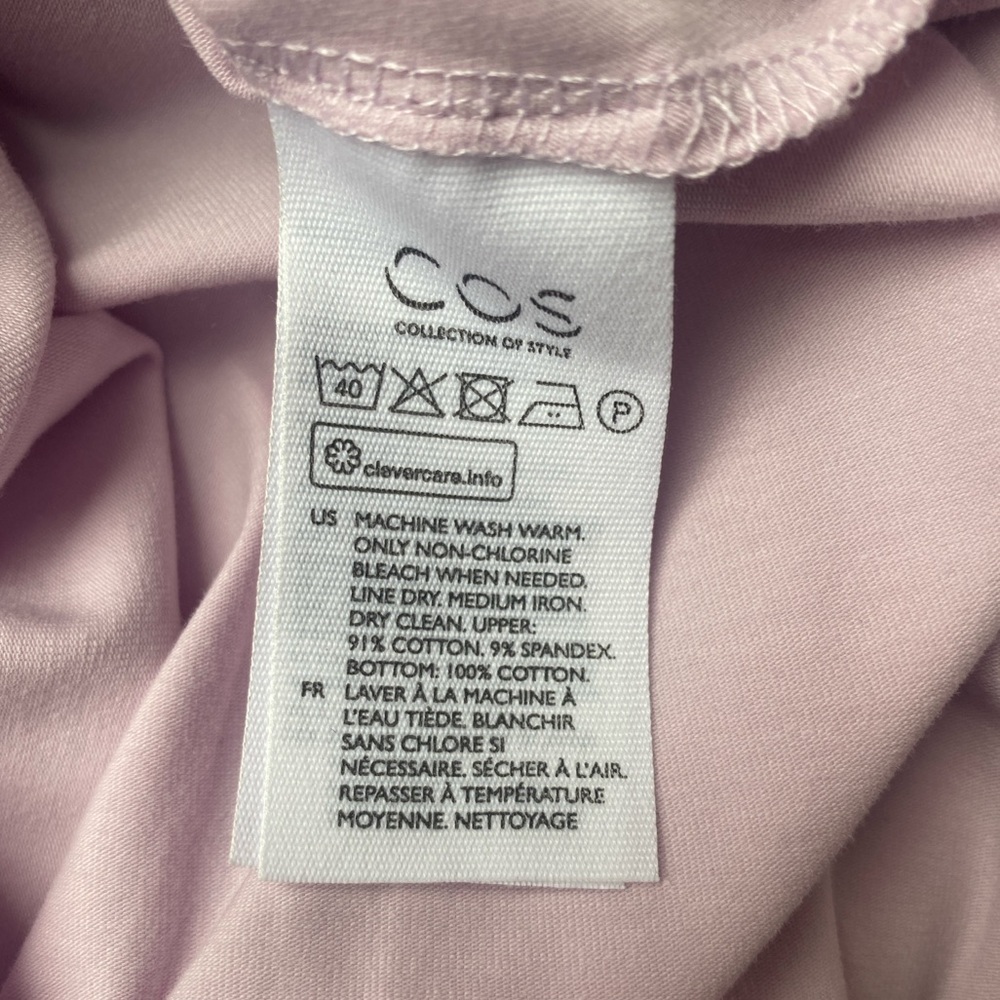 COS
COLLECTION OF STYLE
40 P
clevercare.info
US MACHINE WASH WARM.
ONLY NON-CHLORINE
BLEACH WHEN NEEDED.
LINE DRY. MEDIUM IRON.
DRY CLEAN. UPPER:
91% COTTON. 9% SPANDEX.
BOTTOM: 100% COTTON.
FR LAVER À LA MACHINE À
L'EAU TIÈDE. BLANCHIR
SANS CHLORE SI
NÉCESSAIRE. SÉCHER À L'AIR.
REPASSER À TEMPÉRATURE
MOYENNE. NETTOYAGE